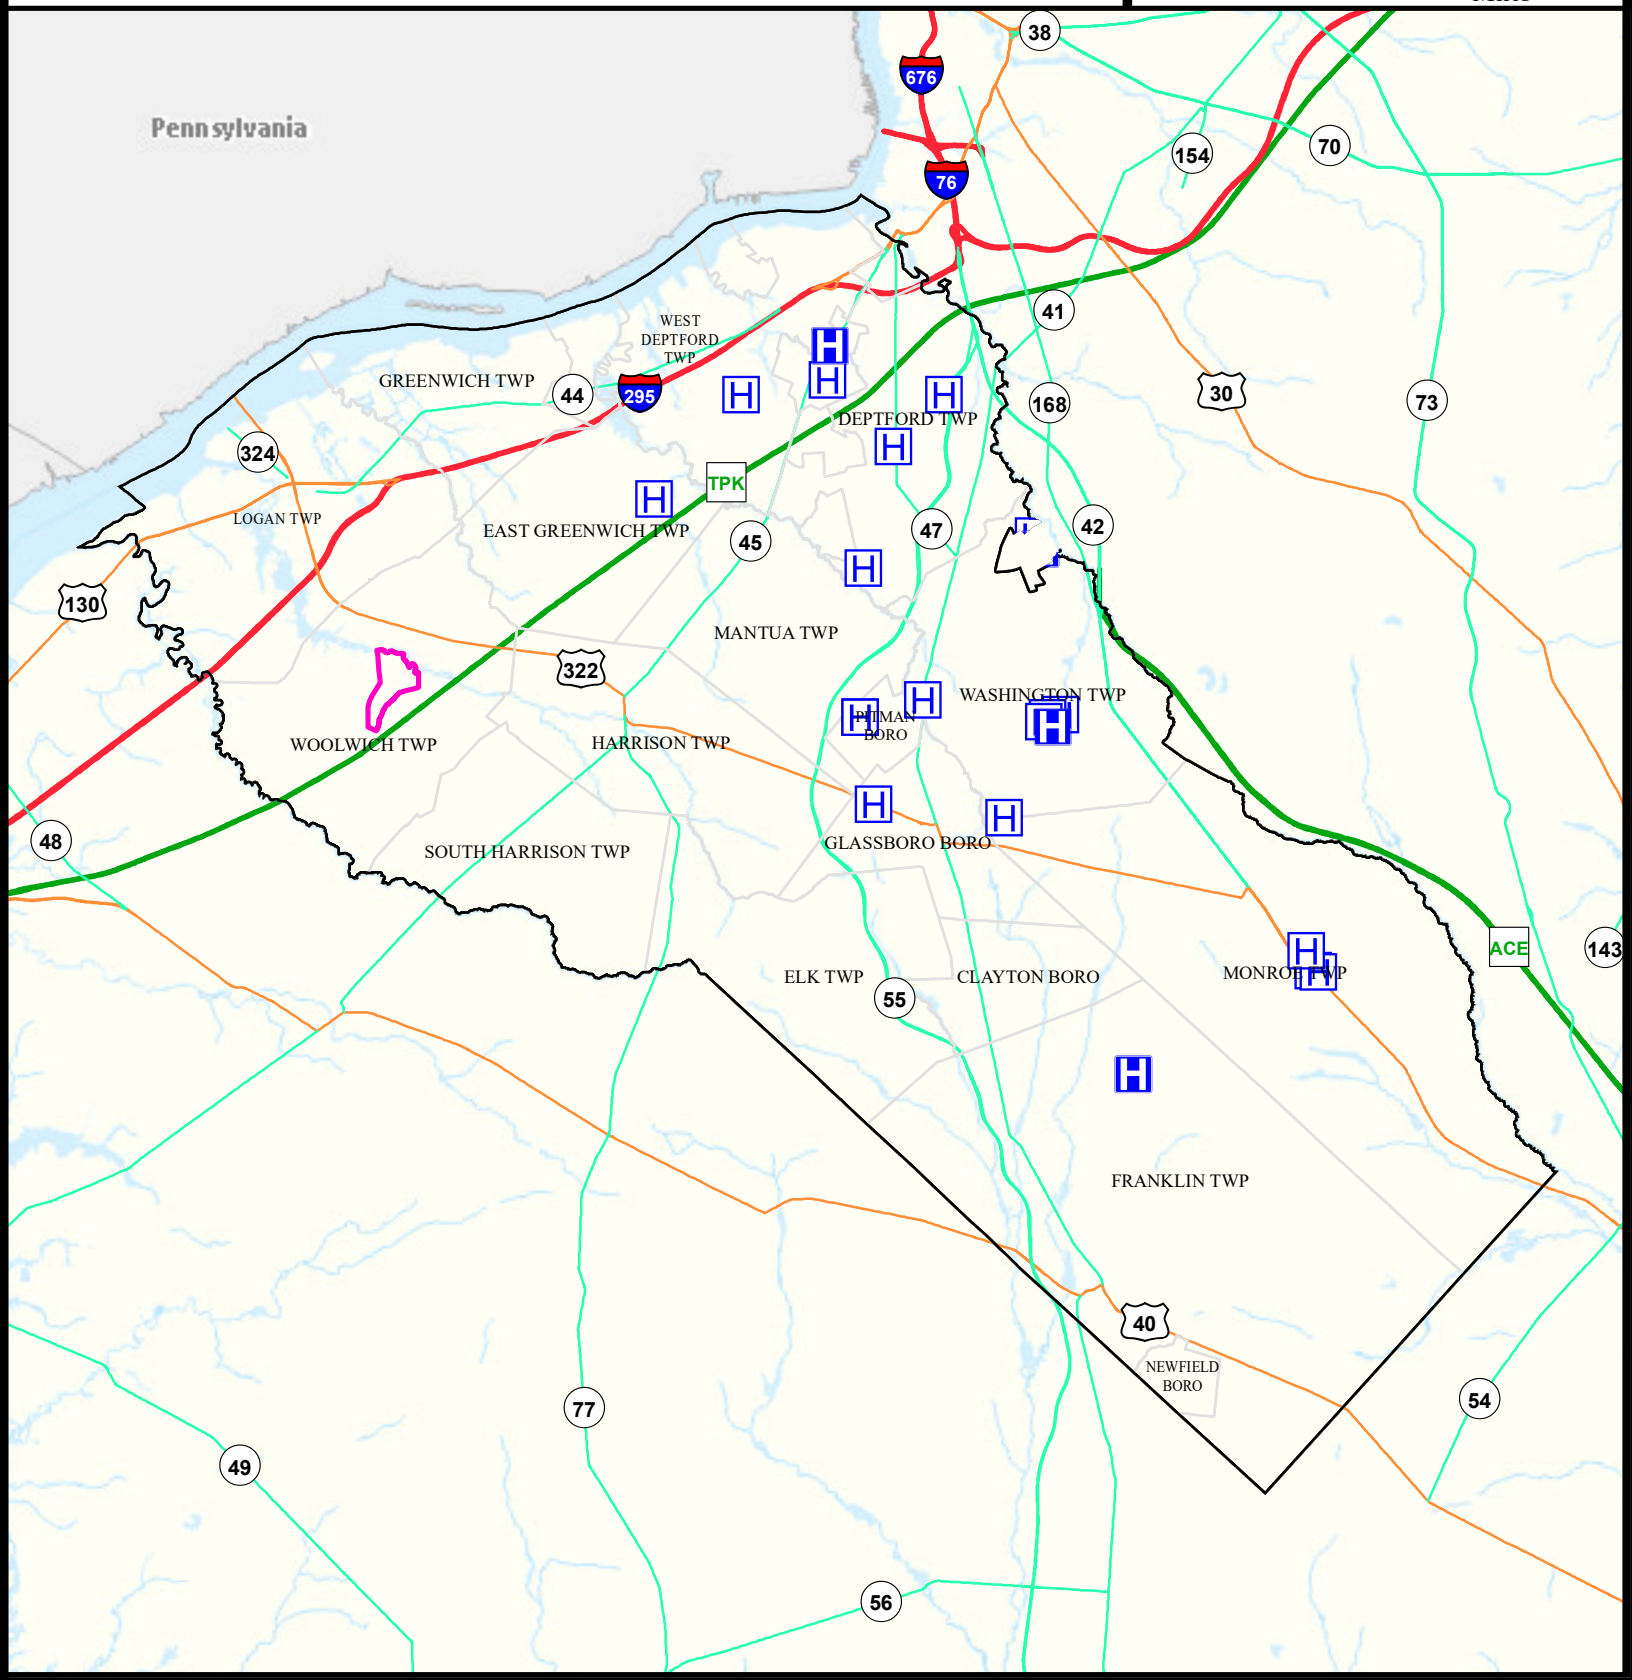 38
676
Pennsylvania
154
70
76
41
WEST
DEPTFORD
TWP
H
H
GREENWICH TWP
44
295
H
H
168
30
73
DEPTFORD TWP
324
H
TPK
H
LOGAN TWP
EAST GREENWICH TWP
45
47
42
H
130
MANTUA TWP
322
WASHINGTON TWP
H
H
H
PITMAN
BORO
WOOLWICH TWP
HARRISON TWP
H
H
48
GLASSBORO BORO
SOUTH HARRISON TWP
ACE
143
H
H
MONROE TWP
ELK TWP
CLAYTON BORO
55
H
FRANKLIN TWP
40
NEWFIELD
BORO
77
54
49
56